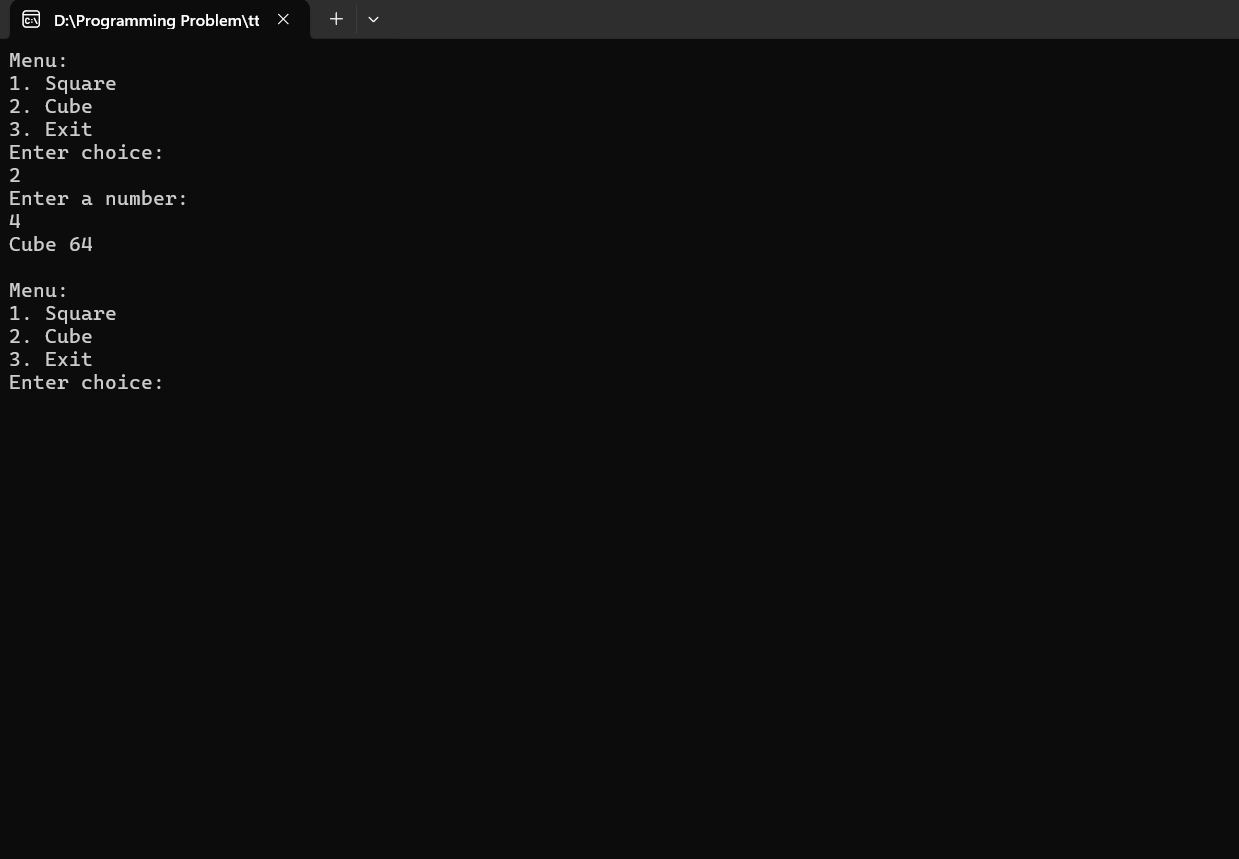 D:\Programming Problem\tt
Menu:
1. Square
2. Cube
3. Exit
Enter choice:
2
Enter a number:
4
Cube 64

Menu:
1. Square
2. Cube
3. Exit
Enter choice: